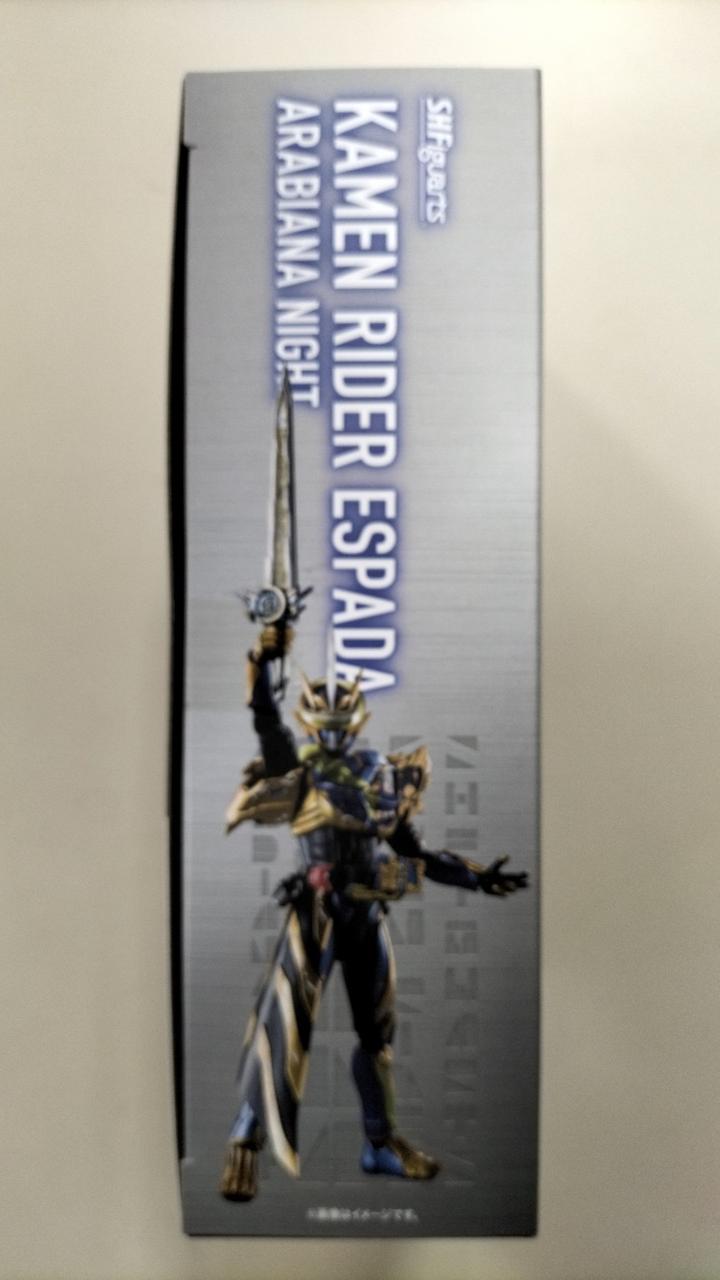 S.H.Figuarts
KAMEN RIDER ESPADA
ARABIANA NIGHT
※画像はイメージです。